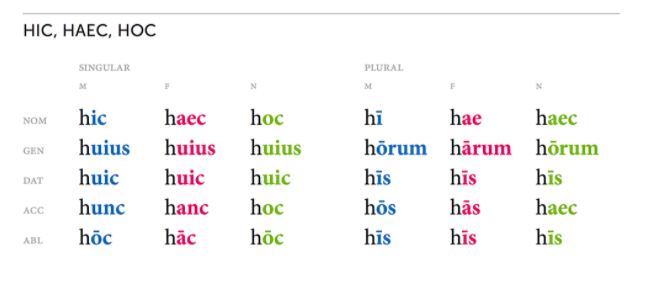 HIC, HAEC, HOC
SINGULAR PLURAL
M F N M F N
NOM hic haec hoc hī hae haec
GEN huius huius huius hōrum hārum hōrum
DAT huic huic huic hīs hīs hīs
ACC hunc hanc hoc hōs hās haec
ABL hōc hāc hōc hīs hīs hīs